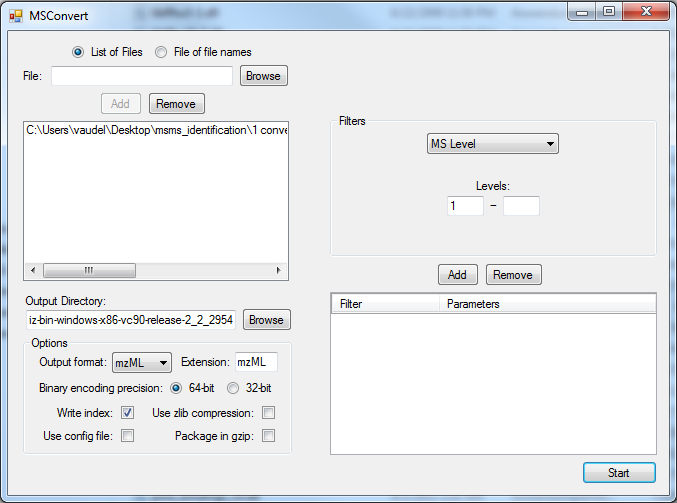 MSConvert
List of Files File of file names
File: Browse
Add Remove
C:\Users\vaudel\Desktop\msms_identification\1 conve
Filters
MS Level
Levels:
1 –
Add Remove
Output Directory:
iz-bin-windows-x86-vc90-release-2_2_2954 Browse
Options
Output format: mzML Extension: mzML
Binary encoding precision: 64-bit 32-bit
Write index: Use zlib compression:
Use config file: Package in gzip:
Filter Parameters
Start